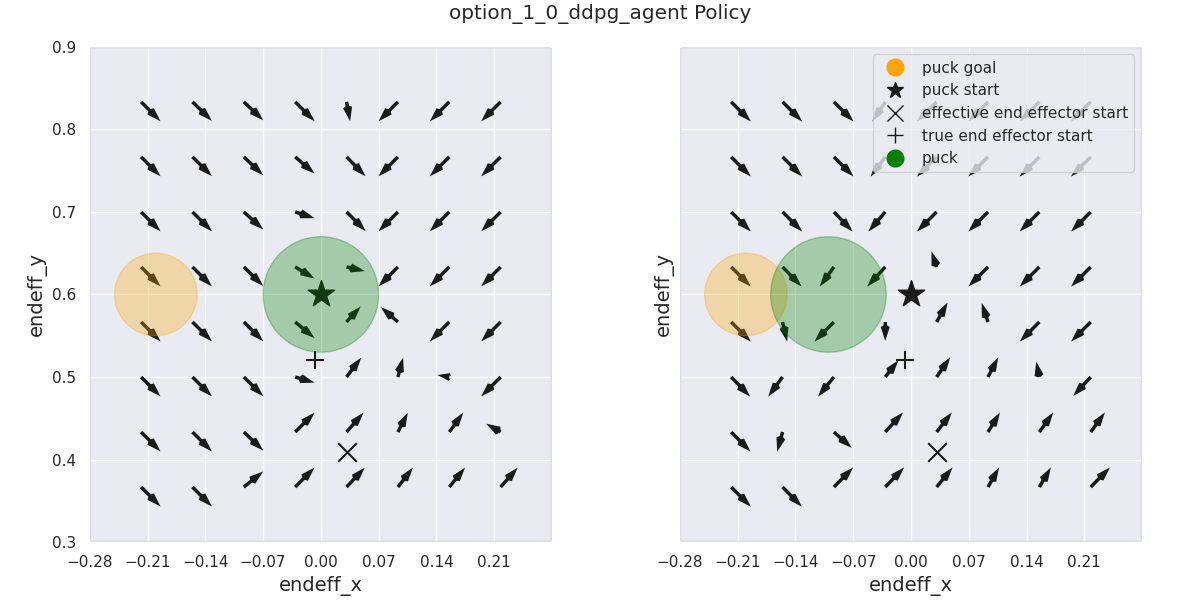 option_1_0_ddpg_agent Policy
0.9
0.8
0.7
0.6
0.5
0.4
0.3
endeff_y
−0.28 −0.21 −0.14 −0.07 0.00 0.07 0.14 0.21
endeff_x
endeff_y
puck goal
puck start
effective end effector start
true end effector start
puck
−0.28 −0.21 −0.14 −0.07 0.00 0.07 0.14 0.21
endeff_x